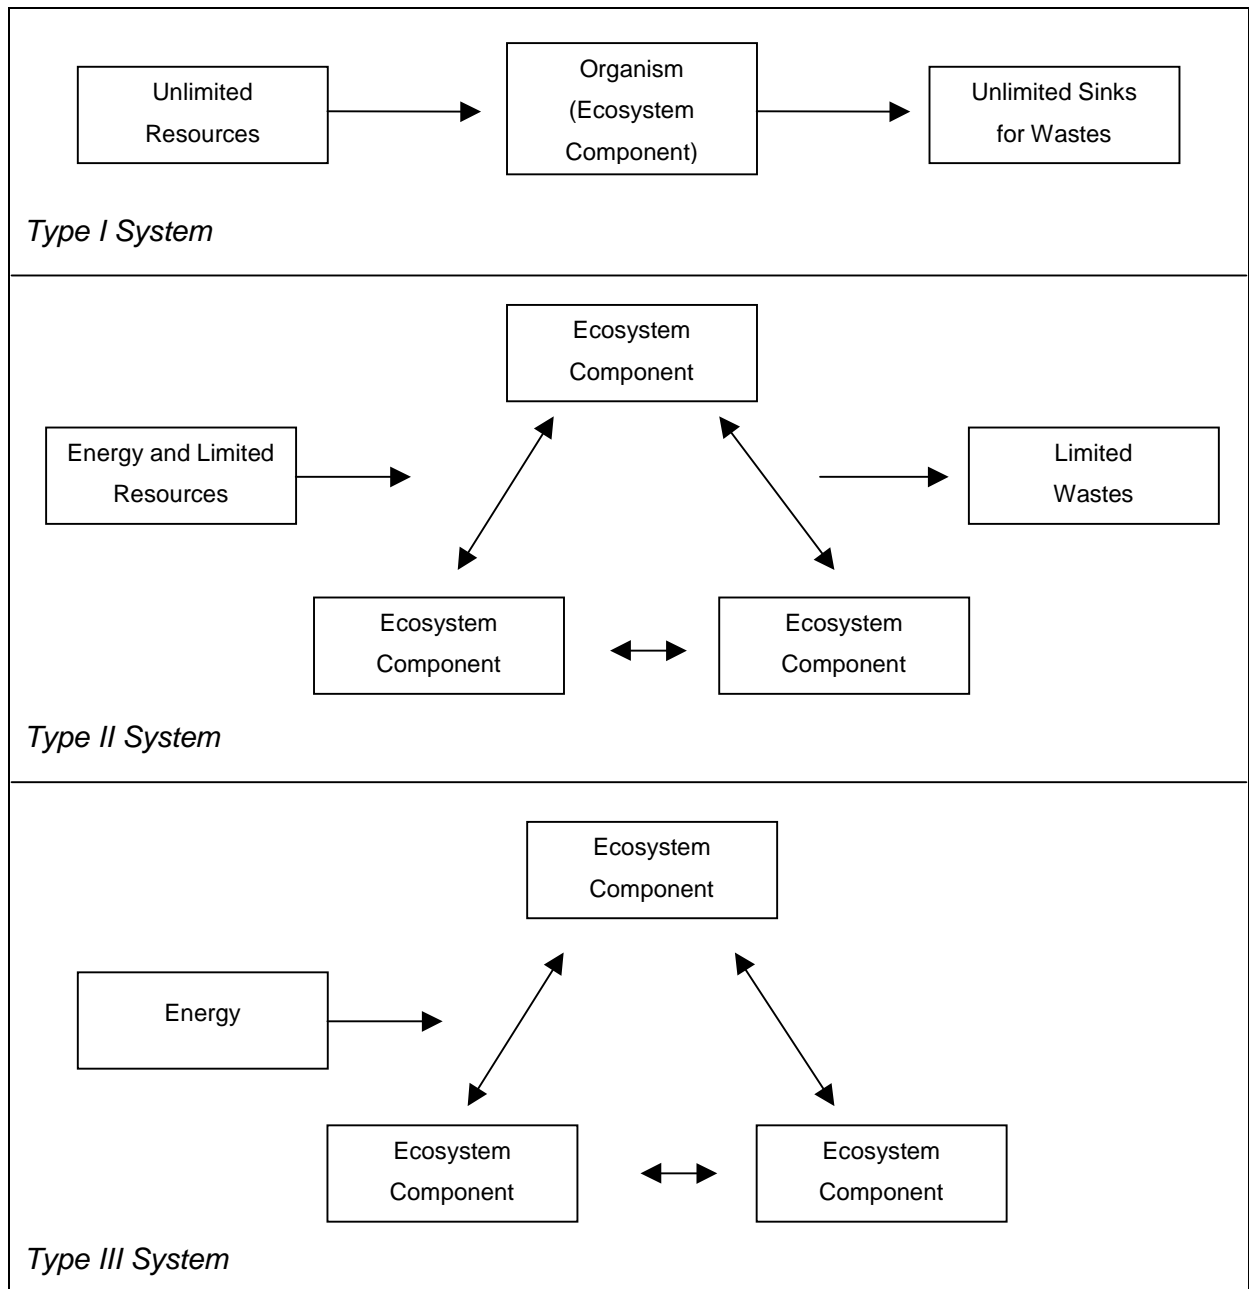 Unlimited
Resources
Organism
(Ecosystem
Component)
Unlimited Sinks
for Wastes
Type I System
Ecosystem
Component
Energy and Limited
Resources
Limited
Wastes
Ecosystem
Component
Ecosystem
Component
Type II System
Ecosystem
Component
Energy
Ecosystem
Component
Ecosystem
Component
Type III System